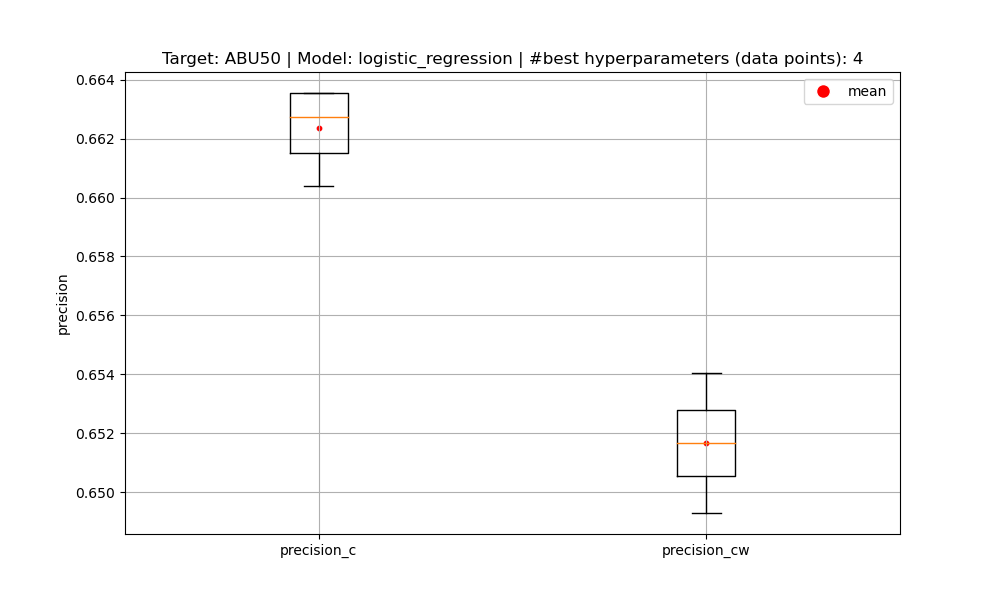 Target: ABU50 | Model: logistic_regression | #best hyperparameters (data points): 4
mean
0.664
0.662
0.660
0.658
0.656
0.654
0.652
0.650
precision
precision_c
precision_cw